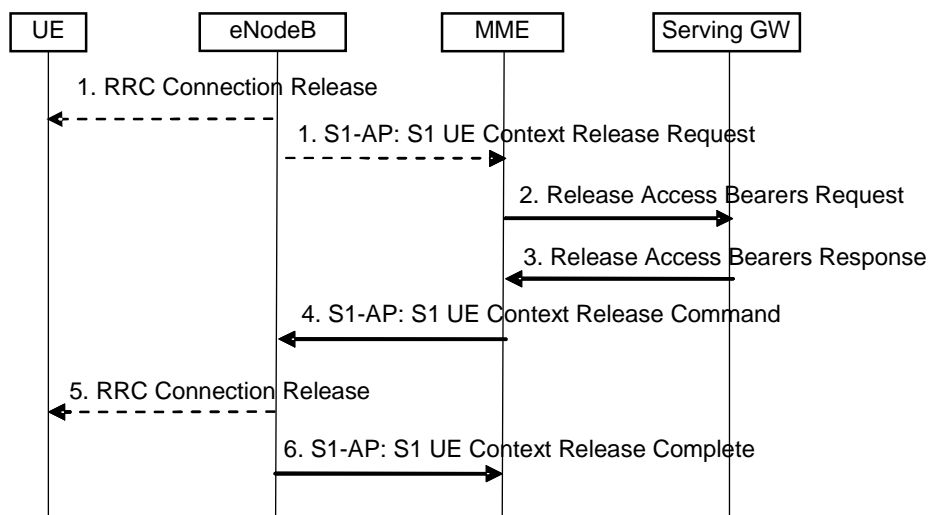 UE
eNodeB
MME
Serving GW
1. RRC Connection Release
1. S1-AP: S1 UE Context Release Request
2. Release Access Bearers Request
3. Release Access Bearers Response
4. S1-AP: S1 UE Context Release Command
5. RRC Connection Release
6. S1-AP: S1 UE Context Release Complete